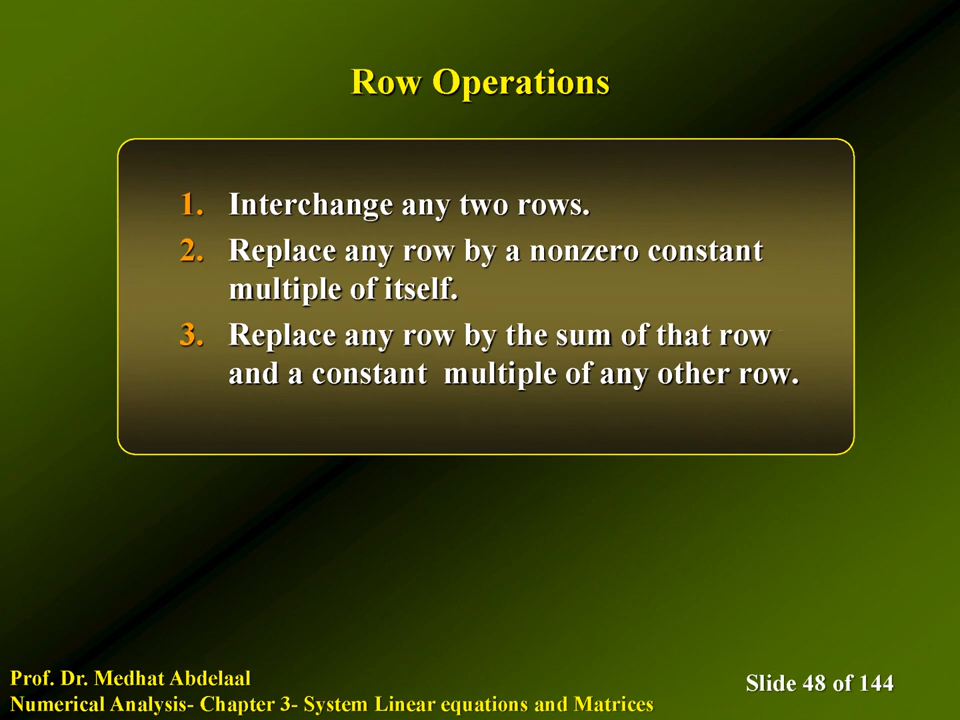 Row Operations
1. Interchange any two rows.
2. Replace any row by a nonzero constant
multiple of itself.
3. Replace any row by the sum of that row
and a constant  multiple of any other row.
Prof. Dr. Medhat Abdelaal
Numerical Analysis- Chapter 3- System Linear equations and Matrices
Slide 48 of 144